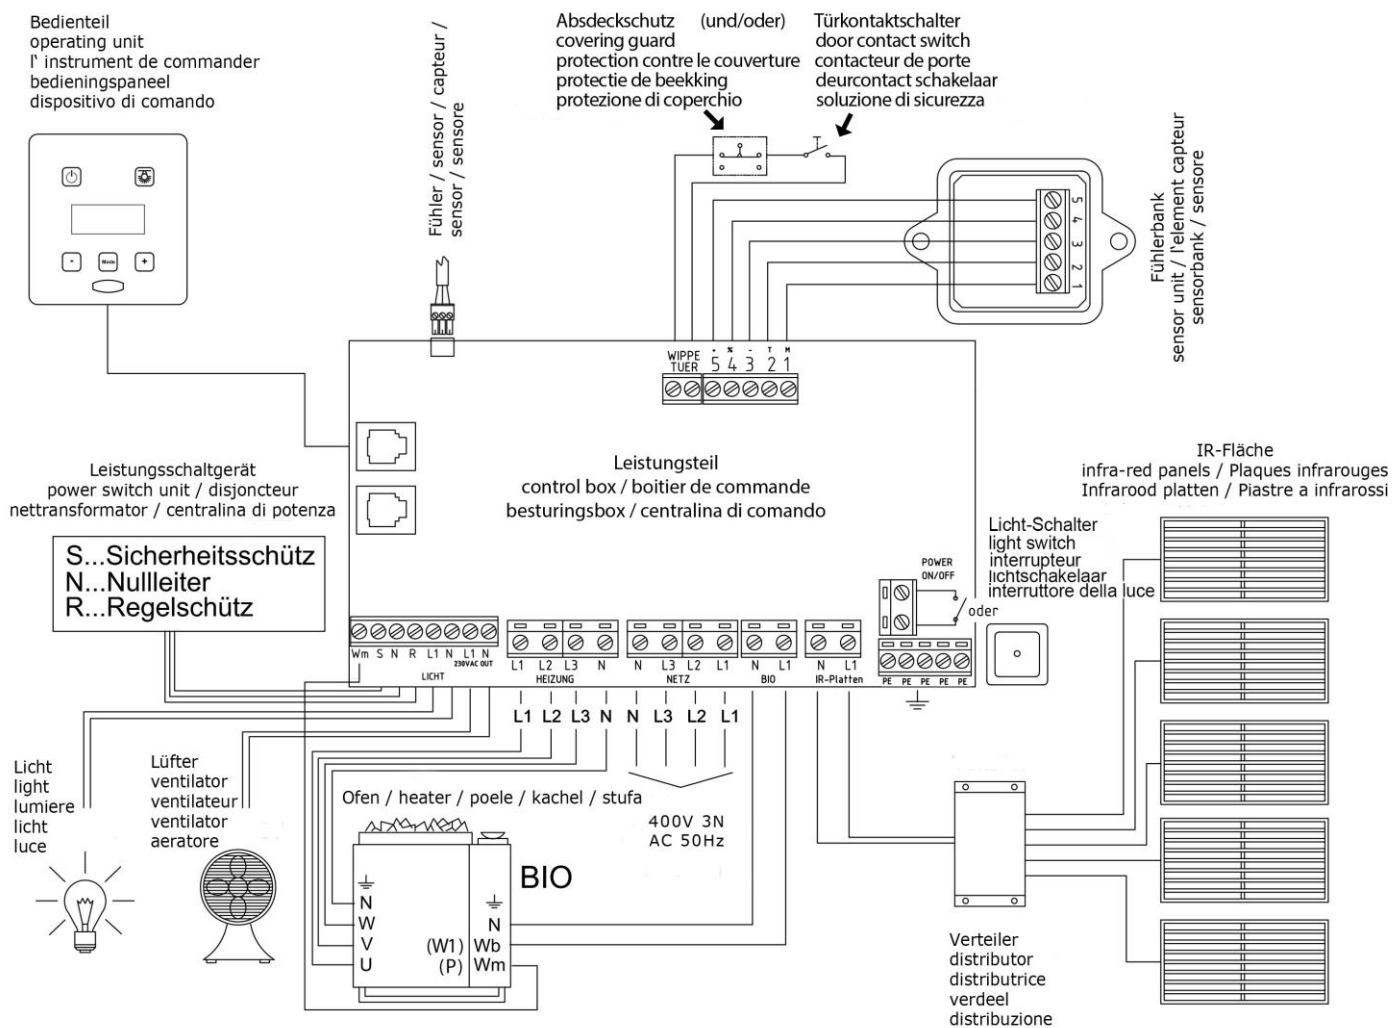 Bedienteil
operating unit
l' instrument de commander
bedieningspaneel
dispositivo di comando
Mode
-
+
Fühler / sensor / capteur /
sensor / sensore
Absdeckschutz (und/oder) Türkontaktschalter
covering guard door contact switch
protection contre le couverture contacteur de porte
protectie de beekking deurcontact schakelaar
protezione di coperchio soluzione di sicurezza
5
4
3
2
1
Fühlerbank
sensor unit / l'element capteur
sensorbank / sensore
WIPPE
TUER
+ % - T M
5 4 3 2 1
Leistungsteil
control box / boitier de commande
besturingsbox / centralina di comando
Leistungsschaltgerät
power switch unit / disjoncteur
nettransformator / centralina di potenza
S...Sicherheitsschütz
N...Nullleiter
R...Regelschütz
IR-Fläche
infra-red panels / Plaques infrarouges
Infrarood platten / Piastre a infrarossi
Licht-Schalter
light switch
interrupteur
lichtschakelaar
interruttore della luce
POWER
ON/OFF
oder
Wm S N R L1 N L1 N
230VAC OUT
LICHT
L1 L2 L3 N
HEIZUNG
N L3 L2 L1
NETZ
N L1
BIO
N L1
IR-Platten
PE PE PE PE PE
L1 L2 L3 N N L3 L2 L1
400V 3N
AC 50Hz
Licht
light
lumiere
licht
luce
Lüfter
ventilator
ventilateur
ventilator
aeratore
Ofen / heater / poele / kachel / stufa
BIO
N
W
V
U
N
(W1) Wb
(P) Wm
Verteiler
distributor
distributrice
verdeel
distribuzione